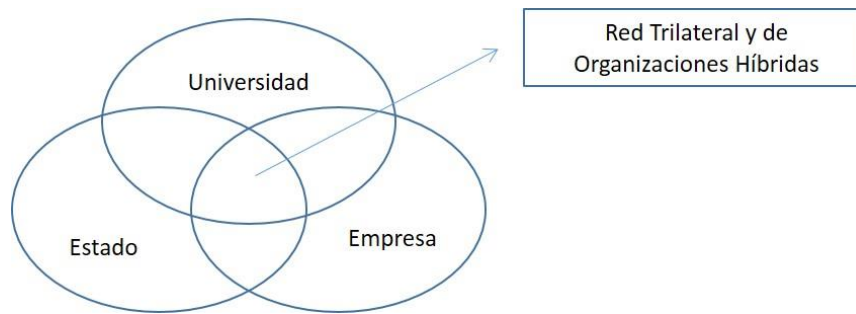 Red Trilateral y de
Organizaciones Híbridas
Universidad
Estado
Empresa